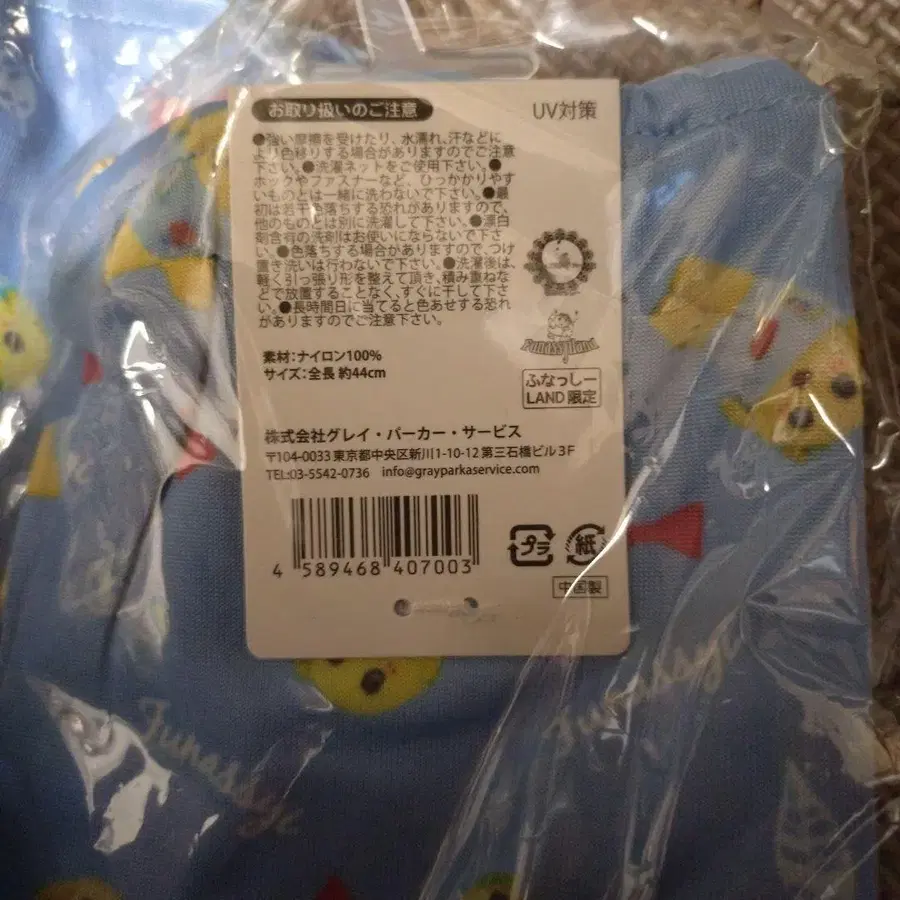 お取り扱いのご注意
UV対策
●強い摩擦を受けたり、水濡れ、汗などに
より色移りする場合がありますのでご注意
下さい。●洗濯ネットをご使用下さい。●
ホックやファスナーなど、ひっかかりやす
いものとは一緒に洗わないで下さい。●最
初は若干色落ちする恐れがありますので、
他のものとは別に洗濯して下さい。●漂白
剤含有の洗剤はお使いにならないで下さ
い。●色落ちする場合がありますので、つけ
置き洗いは行わないで下さい。●洗濯後は、
軽く引っ張り形を整えて頂き、積み重ねな
どで放置することなく、すぐに干して下さ
い。●長時間日に当てると色あせする恐れ
がありますのでご注意下さい。
Funassyland
ふなっしー
LAND 限定
素材:ナイロン100%
サイズ:全長 約44cm
株式会社グレイ・パーカー・サービス
〒104-0033 東京都中央区新川1-10-12 第三石橋ビル3F
TEL:03-5542-0736 info@grayparkaservice.com
4 589468 407003
プラ
紙
中国製
Funassyi
Funassyi